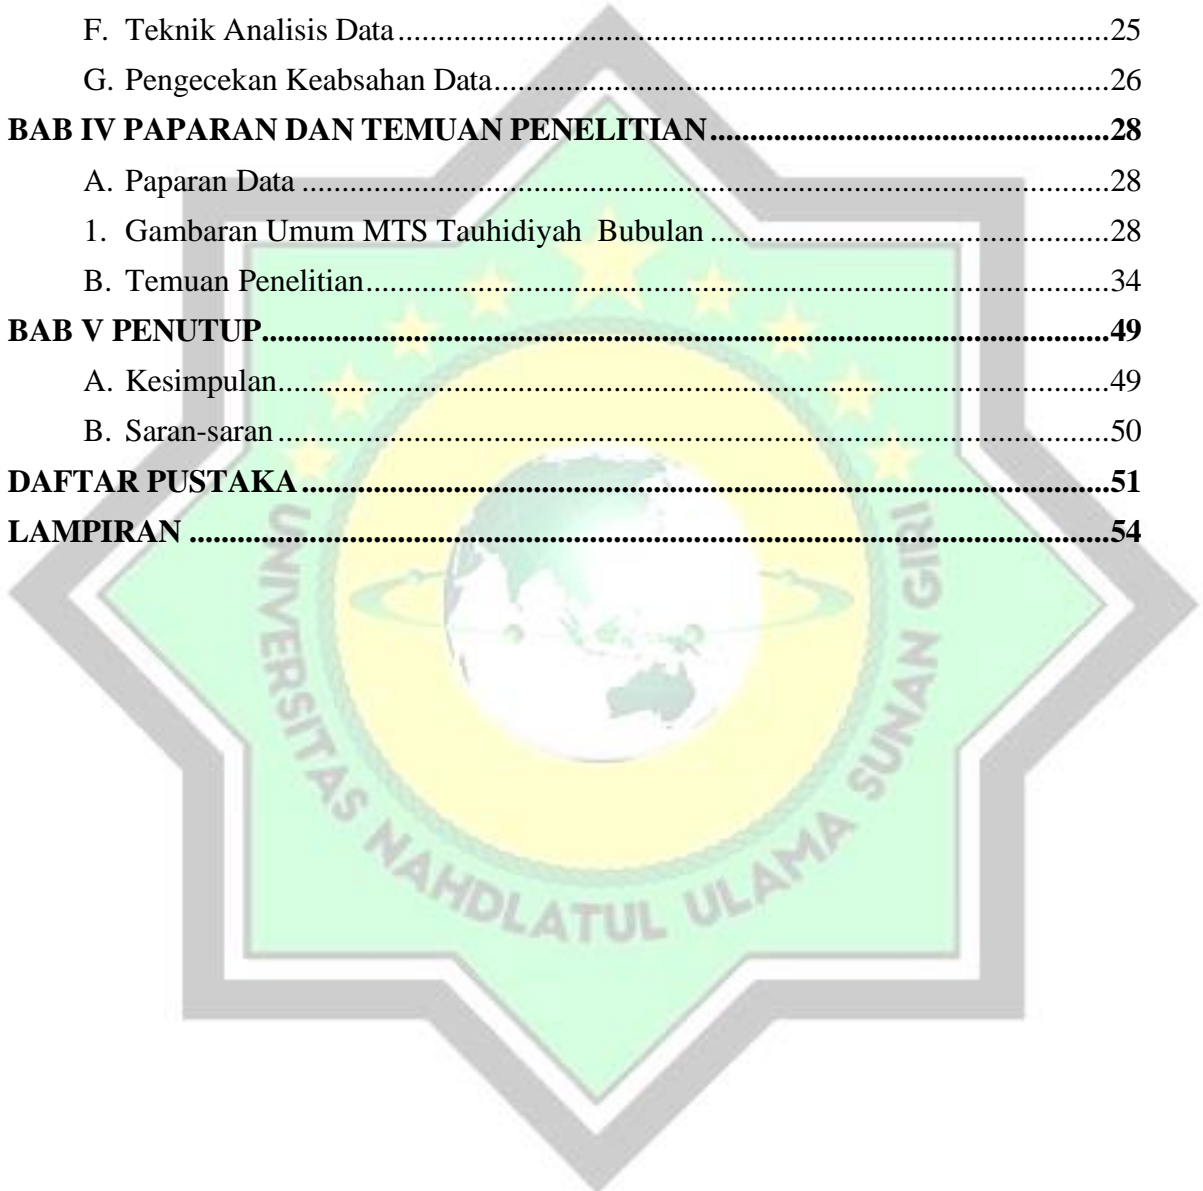 F. Teknik Analisis Data.........................................................................................25
G. Pengecekan Keabsahan Data.............................................................................26
BAB IV PAPARAN DAN TEMUAN PENELITIAN..................................................28
A. Paparan Data .....................................................................................................28
1. Gambaran Umum MTS Tauhidiyah Bubulan ..................................................28
B. Temuan Penelitian.............................................................................................34
BAB V PENUTUP..........................................................................................................49
A. Kesimpulan........................................................................................................49
B. Saran-saran ........................................................................................................50
DAFTAR PUSTAKA .....................................................................................................51
LAMPIRAN ...................................................................................................................54
UNIVERSITAS NAHDLATUL ULAMA SUNAN GIRI